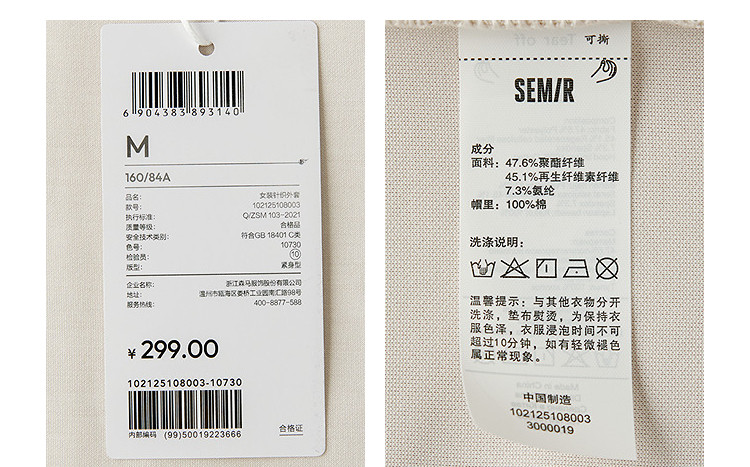 6 904383 893140
M
160/84A
品名: 女装针织外套
款号: 102125108003
执行标准: Q/ZSM 103-2021
质量等级: 合格品
安全技术类别: 符合GB 18401 C类
色号: 10730
检验员: 10
版型: 紧身型
企业名称: 浙江森马服饰股份有限公司
地址: 温州市瓯海区娄桥工业园南汇路98号
服务热线: 400-8877-588
¥ 299.00
102125108003-10730
内部编码 (99)50019223666
合格证
可撕
Tear off
SEMIR
成分
面料: 47.6%聚酯纤维
45.1%再生纤维素纤维
7.3%氨纶
帽里: 100%棉
洗涤说明:
温馨提示: 与其他衣物分开
洗涤, 垫布熨烫, 为保持衣
服色泽, 衣服浸泡时间不可
超过10分钟, 如有轻微褪色
属正常现象。
中国制造
102125108003
3000019